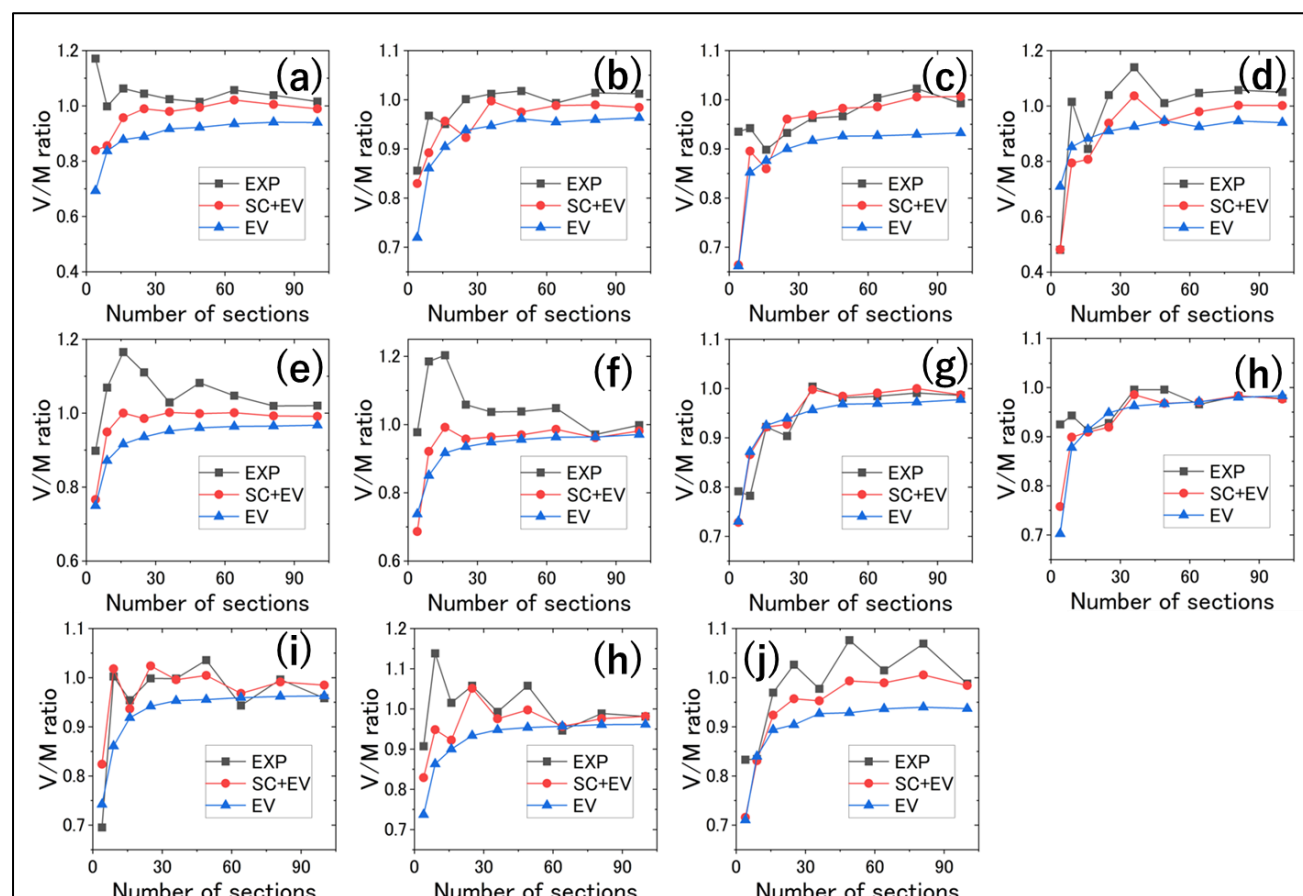 1.2
1.0
0.8
0.6
0.4
V/M ratio
(a)
EXP
SC+EV
EV
0 30 60 90
Number of sections
1.1
1.0
0.9
0.8
0.7
V/M ratio
(b)
EXP
SC+EV
EV
0 30 60 90
Number of sections
1.1
1.0
0.9
0.8
0.7
V/M ratio
(c)
EXP
SC+EV
EV
0 30 60 90
Number of sections
1.2
1.0
0.8
0.6
0.4
V/M ratio
(d)
EXP
SC+EV
EV
0 30 60 90
Number of sections
1.2
1.0
0.8
0.6
V/M ratio
(e)
EXP
SC+EV
EV
0 30 60 90
Number of sections
1.2
1.0
0.8
0.6
V/M ratio
(f)
EXP
SC+EV
EV
0 30 60 90
Number of sections
1.1
1.0
0.9
0.8
0.7
V/M ratio
(g)
EXP
SC+EV
EV
0 30 60 90
Number of sections
1.1
1.0
0.9
0.8
0.7
V/M ratio
(h)
EXP
SC+EV
EV
0 30 60 90
Number of sections
1.1
1.0
0.9
0.8
0.7
V/M ratio
(i)
EXP
SC+EV
EV
0 30 60 90
Number of sections
1.2
1.1
1.0
0.9
0.8
0.7
V/M ratio
(h)
EXP
SC+EV
EV
0 30 60 90
Number of sections
1.1
1.0
0.9
0.8
0.7
V/M ratio
(j)
EXP
SC+EV
EV
0 30 60 90
Number of sections